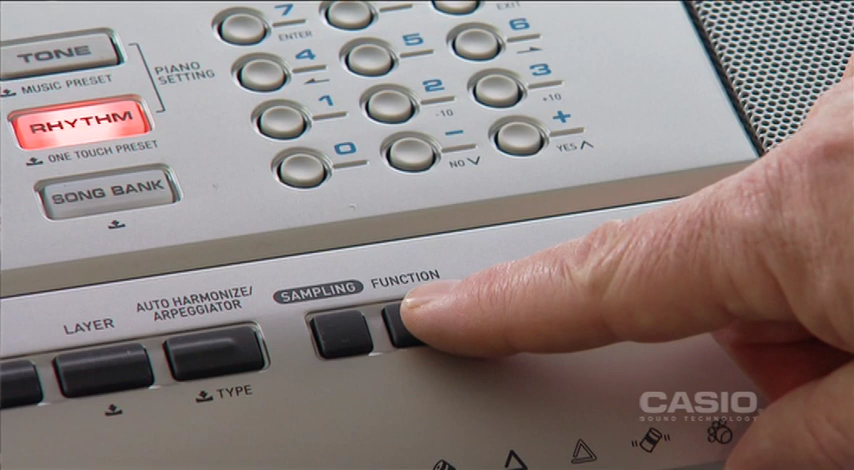 7
EXIT
TONE
ENTER
MUSIC PRESET
PIANO
SETTING
4
5
6
RHYTHM
1
2
3
-10
+10
ONE TOUCH PRESET
0
-
+
NO
YES
SONG BANK
LAYER
AUTO HARMONIZE/
ARPEGGIATOR
SAMPLING
FUNCTION
TYPE
CASIO
SOUND TECHNOLOGY